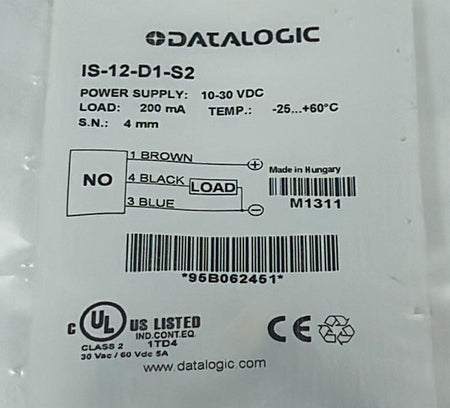 DATALOGIC
IS-12-D1-S2
POWER SUPPLY: 10-30 VDC
LOAD: 200 mA TEMP.: -25...+60°C
S.N.: 4 mm
NO
1 BROWN +
4 BLACK LOAD
3 BLUE -
Made in Hungary
M1311
*95B062451*
C UL US LISTED
IND.CONT.EQ.
1TD4
CLASS 2
30 Vac / 60 Vdc 5A
CE
www.datalogic.com